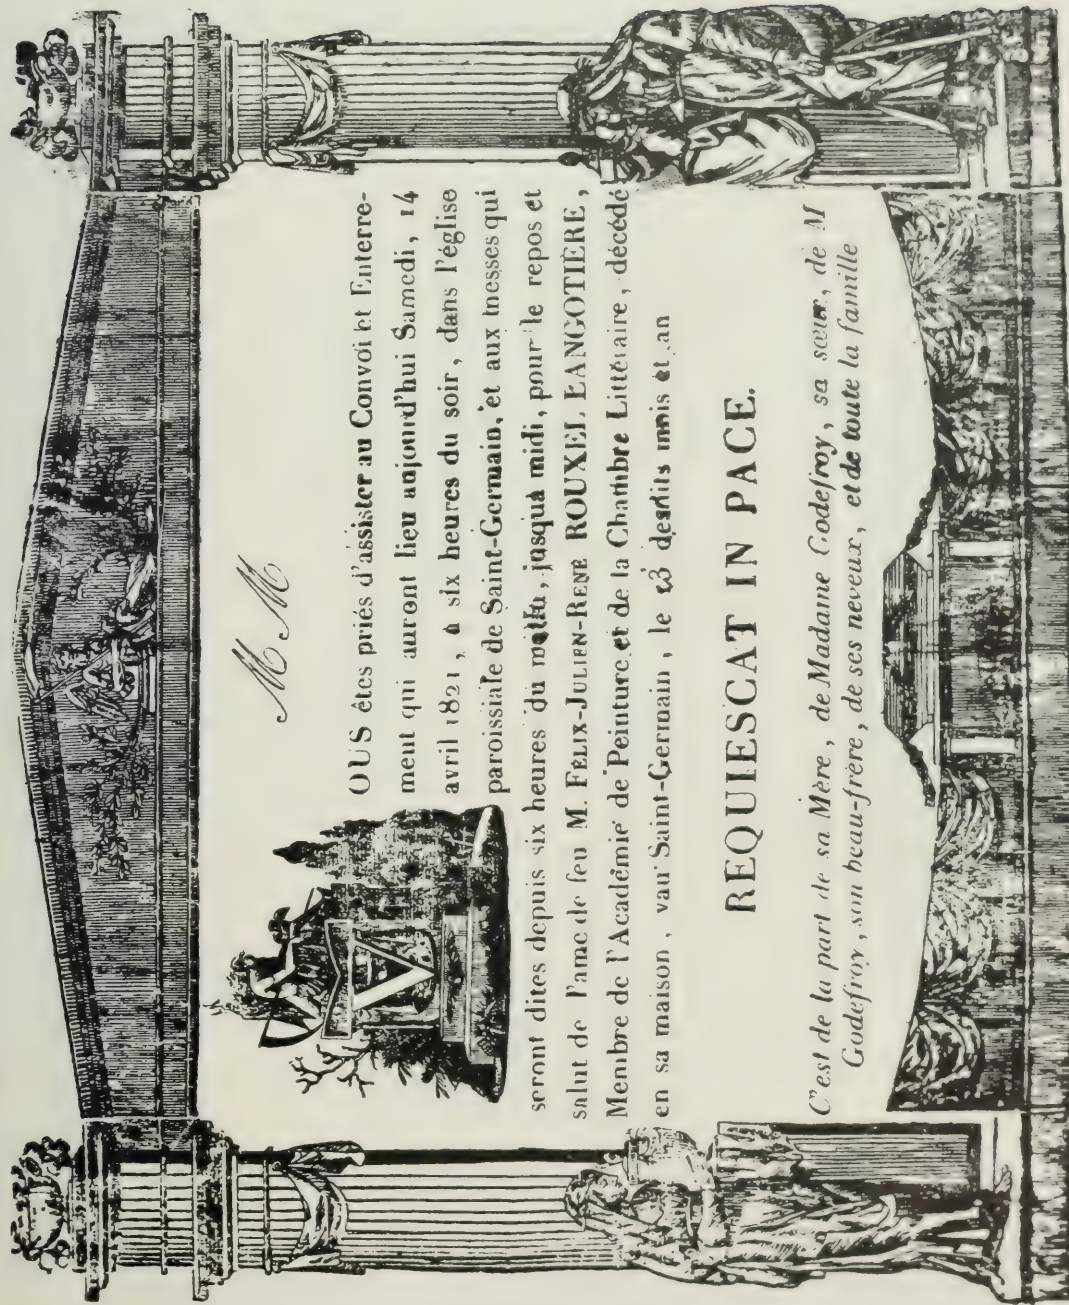 M M
VOUS êtes priés d'assister au Convoi et Enterre-
ment qui auront lieu aujourd'hui Samedi, 14
avril 1821, à six heures du soir, dans l'église
paroissiale de Saint-Germain, et aux messes qui
seront dites depuis six heures du matin, jusqu'à midi, pour le repos et
salut de l'ame de feu M. FÉLIX-JULIEN-RENÉ ROUXEL LANGOTIÈRE,
Membre de l'Académie de Peinture et de la Chambre Littéraire, décédé
en sa maison, vau Saint-Germain, le 13 desdits mois et an
REQUIESCAT IN PACE.
C'est de la part de sa Mère, de Madame Godefroy, sa sœur, de M
Godefroy, son beau-frère, de ses neveux, et de toute la famille